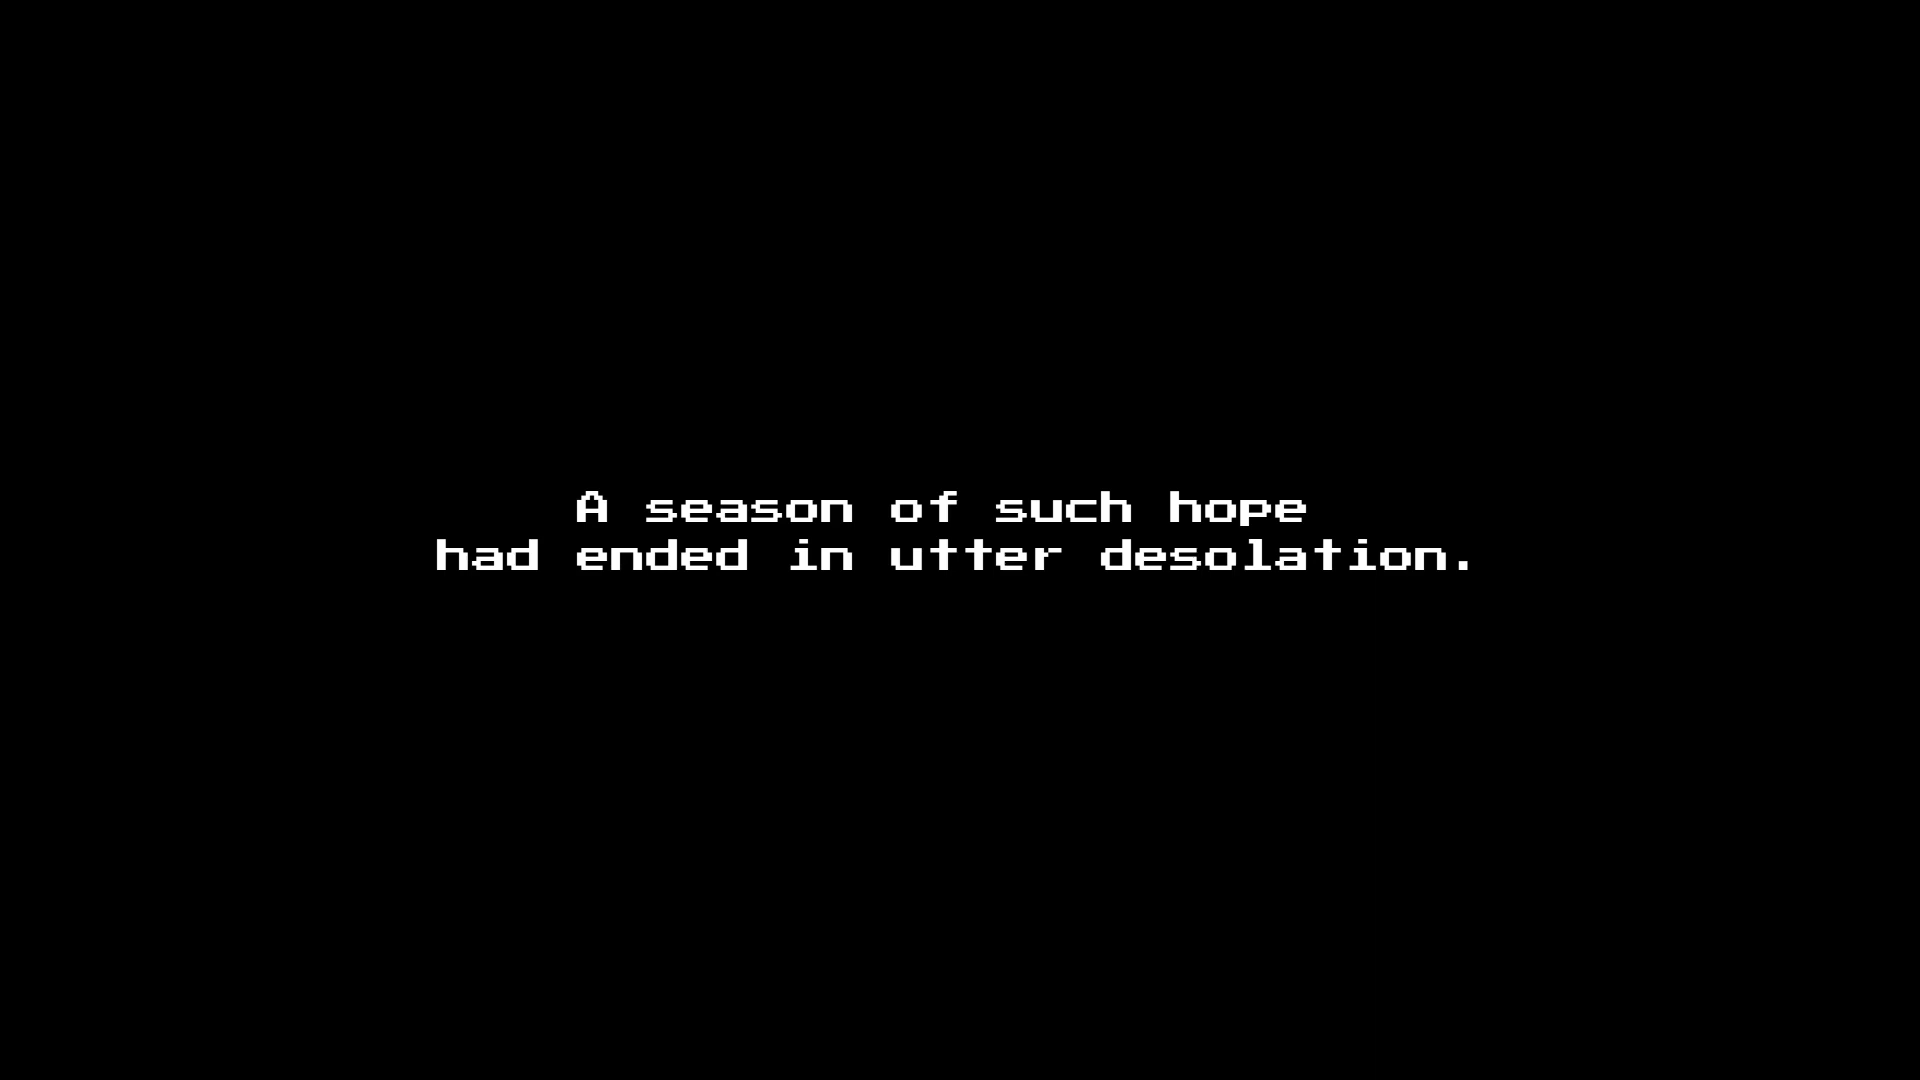 A season of such hope
had ended in utter desolation.